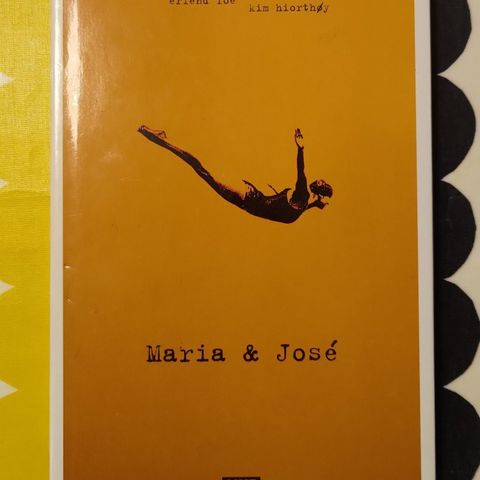 erlend loe
kim hiorthøy
Maria & José